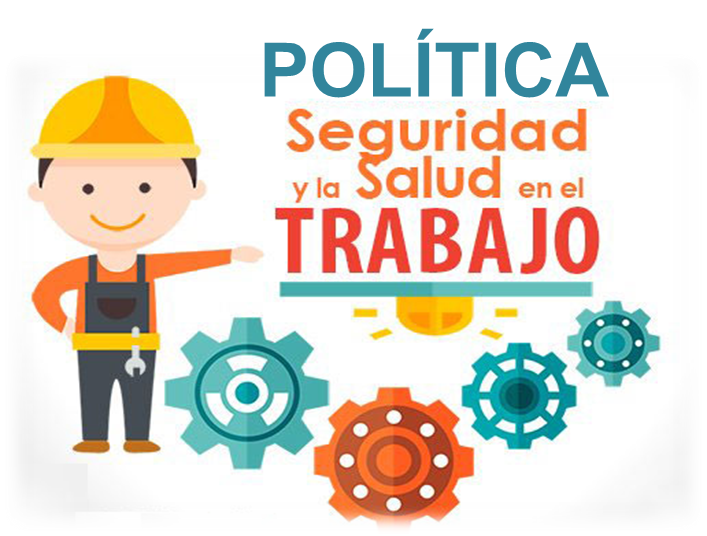 POLÍTICA
Seguridad
y la Salud en el
TRABAJO